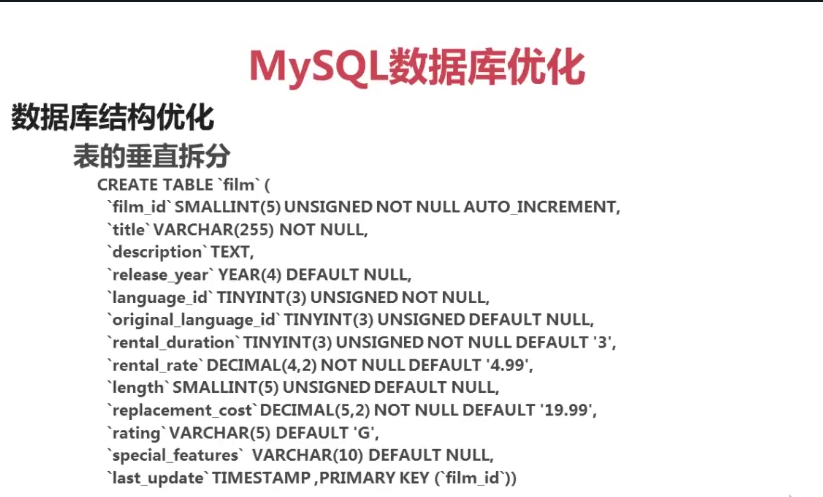 MySQL数据库优化
数据库结构优化
表的垂直拆分
CREATE TABLE `film` (
`film_id` SMALLINT(5) UNSIGNED NOT NULL AUTO_INCREMENT,
`title` VARCHAR(255) NOT NULL,
`description` TEXT,
`release_year` YEAR(4) DEFAULT NULL,
`language_id` TINYINT(3) UNSIGNED NOT NULL,
`original_language_id` TINYINT(3) UNSIGNED DEFAULT NULL,
`rental_duration` TINYINT(3) UNSIGNED NOT NULL DEFAULT '3',
`rental_rate` DECIMAL(4,2) NOT NULL DEFAULT '4.99',
`length` SMALLINT(5) UNSIGNED DEFAULT NULL,
`replacement_cost` DECIMAL(5,2) NOT NULL DEFAULT '19.99',
`rating` VARCHAR(5) DEFAULT 'G',
`special_features` VARCHAR(10) DEFAULT NULL,
`last_update` TIMESTAMP ,PRIMARY KEY (`film_id`))